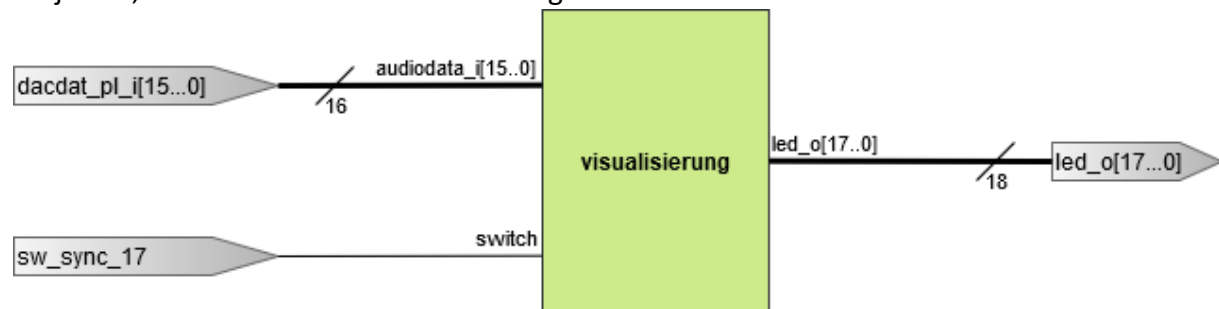 audiodata_i[15..0]
dacdat_pl_i[15...0]
16
led_o[17..0]
visualisierung
led_o[17...0]
18
switch
sw_sync_17